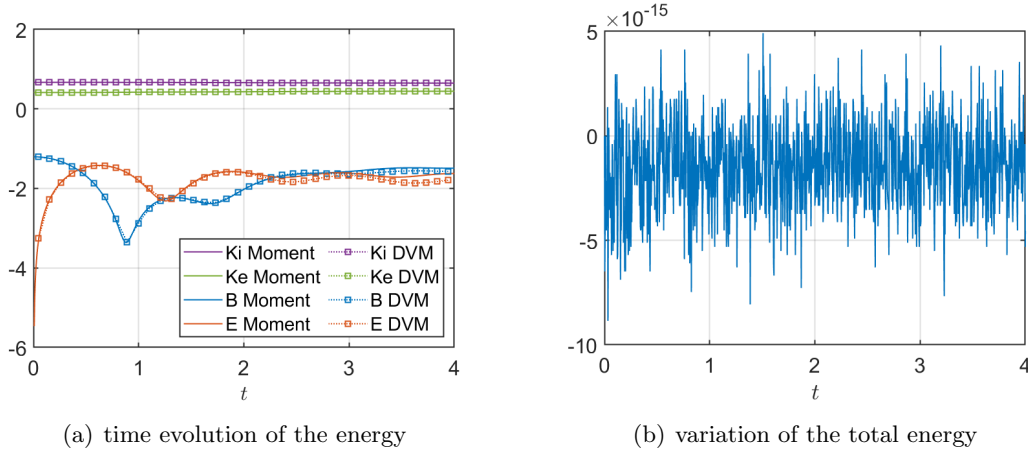 2
0
-2
-4
-6
0
1
2
3
4
t
Ki Moment
Ke Moment
B Moment
E Moment
Ki DVM
Ke DVM
B DVM
E DVM
(a) time evolution of the energy
×10⁻¹⁵
5
0
-5
-10
0
1
2
3
4
t
(b) variation of the total energy